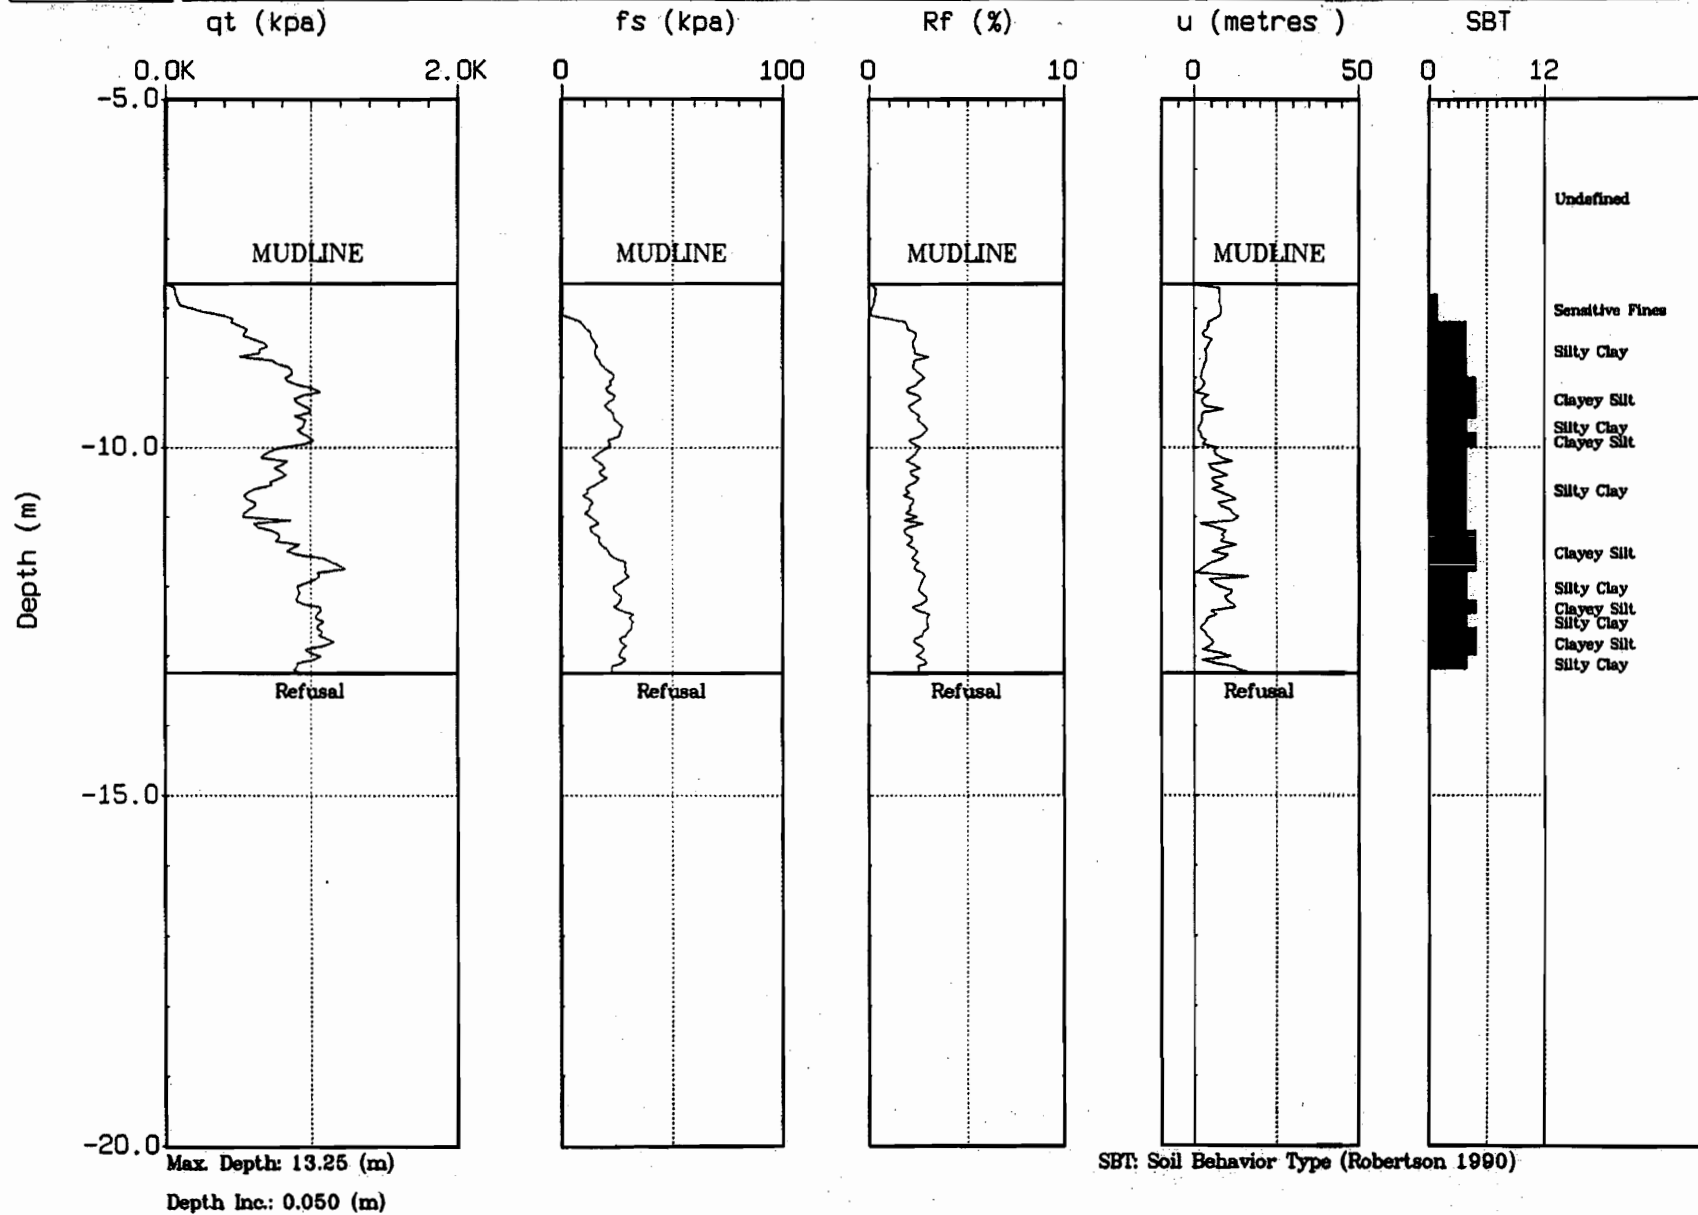 qt (kpa) fs (kpa) Rf (%) u (metres ) SBT
0.0K 2.0K 0 100 0 10 0 50 0 12
-5.0
Undefined
MUDLINE MUDLINE MUDLINE MUDLINE
Sensitive Fines
Silty Clay
Clayey Silt
Silty Clay
Clayey Silt
-10.0
Silty Clay
Depth (m)
Clayey Silt
Silty Clay
Clayey Silt
Silty Clay
Clayey Silt
Silty Clay
Refusal Refusal Refusal Refusal
-15.0
-20.0
Max. Depth: 13.25 (m) SBT: Soil Behavior Type (Robertson 1990)
Depth Inc.: 0.050 (m)